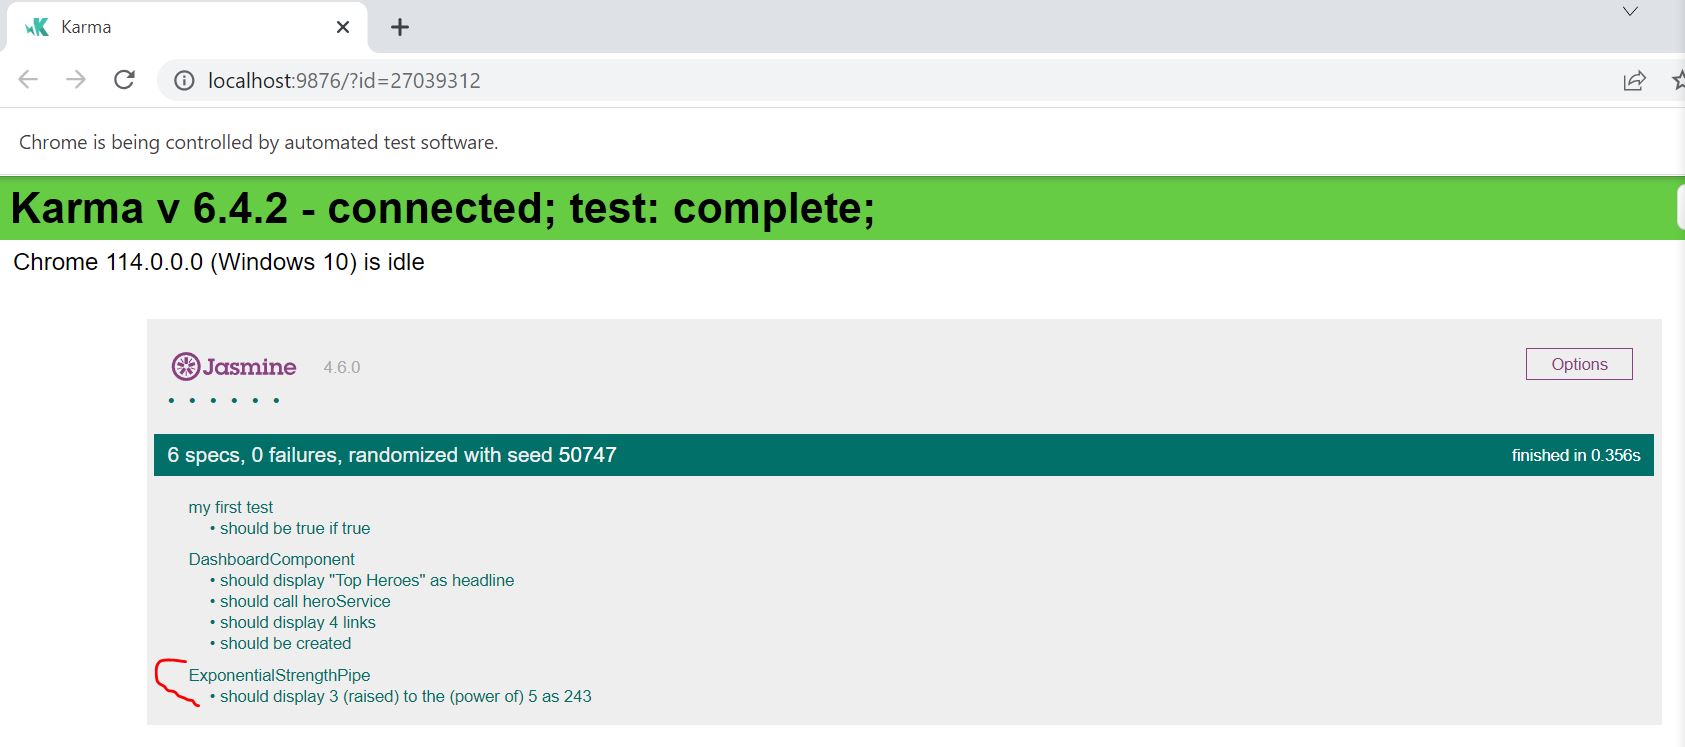 Karma
localhost:9876/?id=27039312
Chrome is being controlled by automated test software.
Karma v 6.4.2 - connected; test: complete;
Chrome 114.0.0.0 (Windows 10) is idle
Jasmine 4.6.0
Options
6 specs, 0 failures, randomized with seed 50747
finished in 0.356s
my first test
• should be true if true
DashboardComponent
• should display "Top Heroes" as headline
• should call heroService
• should display 4 links
• should be created
ExponentialStrengthPipe
• should display 3 (raised) to the (power of) 5 as 243